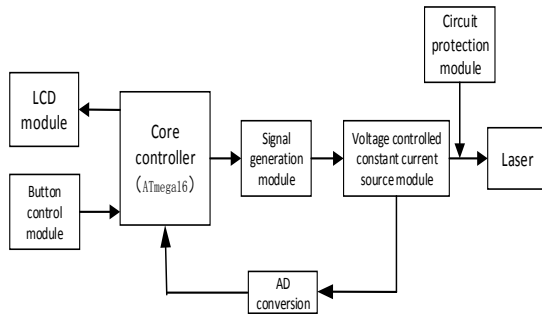 Circuit
protection
module
LCD
module
Core
controller
(ATmega16)
Signal
generation
module
Voltage controlled
constant current
source module
Laser
Button
control
module
AD
conversion